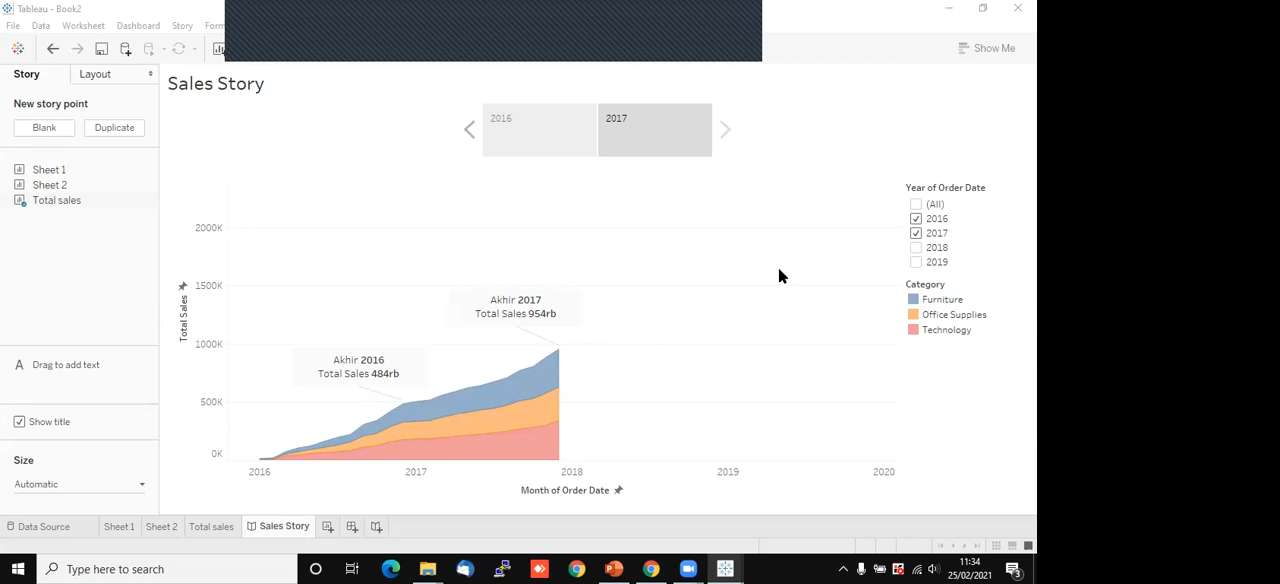 Tableau - Book2
File Data Worksheet Dashboard Story Form
Show Me
Story Layout
New story point
Blank Duplicate
Sheet 1
Sheet 2
Total sales
A Drag to add text
Show title
Size
Automatic
Sales Story
2016 2017
2000K
1500K
1000K
500K
0K
Total Sales
Akhir 2017
Total Sales 954rb
Akhir 2016
Total Sales 484rb
2016 2017 2018 2019 2020
Month of Order Date
Year of Order Date
(All)
2016
2017
2018
2019
Category
Furniture
Office Supplies
Technology
Data Source Sheet 1 Sheet 2 Total sales Sales Story
Type here to search
11:34
25/02/2021
3